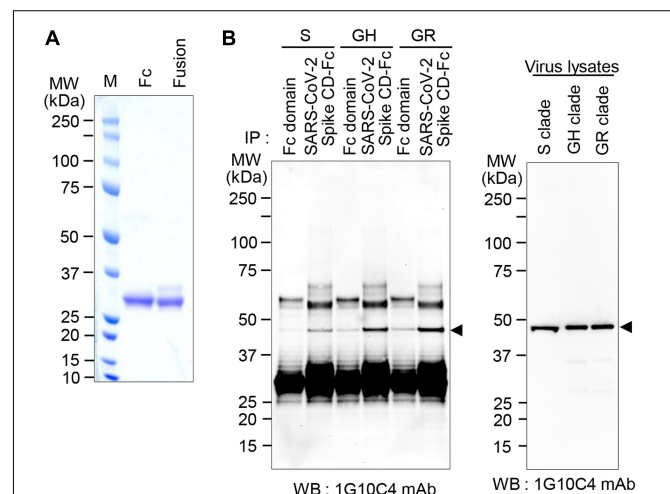 A
MW
(kDa)
M
Fc
Fusion
250
100
75
50
37
25
20
15
10
B
S
GH
GR
IP :
Fc domain
SARS-CoV-2
Spike CD-Fc
Fc domain
SARS-CoV-2
Spike CD-Fc
Fc domain
SARS-CoV-2
Spike CD-Fc
MW
(kDa)
250
100
75
50
37
25
20
15
WB : 1G10C4 mAb
Virus lysates
S clade
GH clade
GR clade
MW
(kDa)
250
100
75
50
37
25
20
15
WB : 1G10C4 mAb